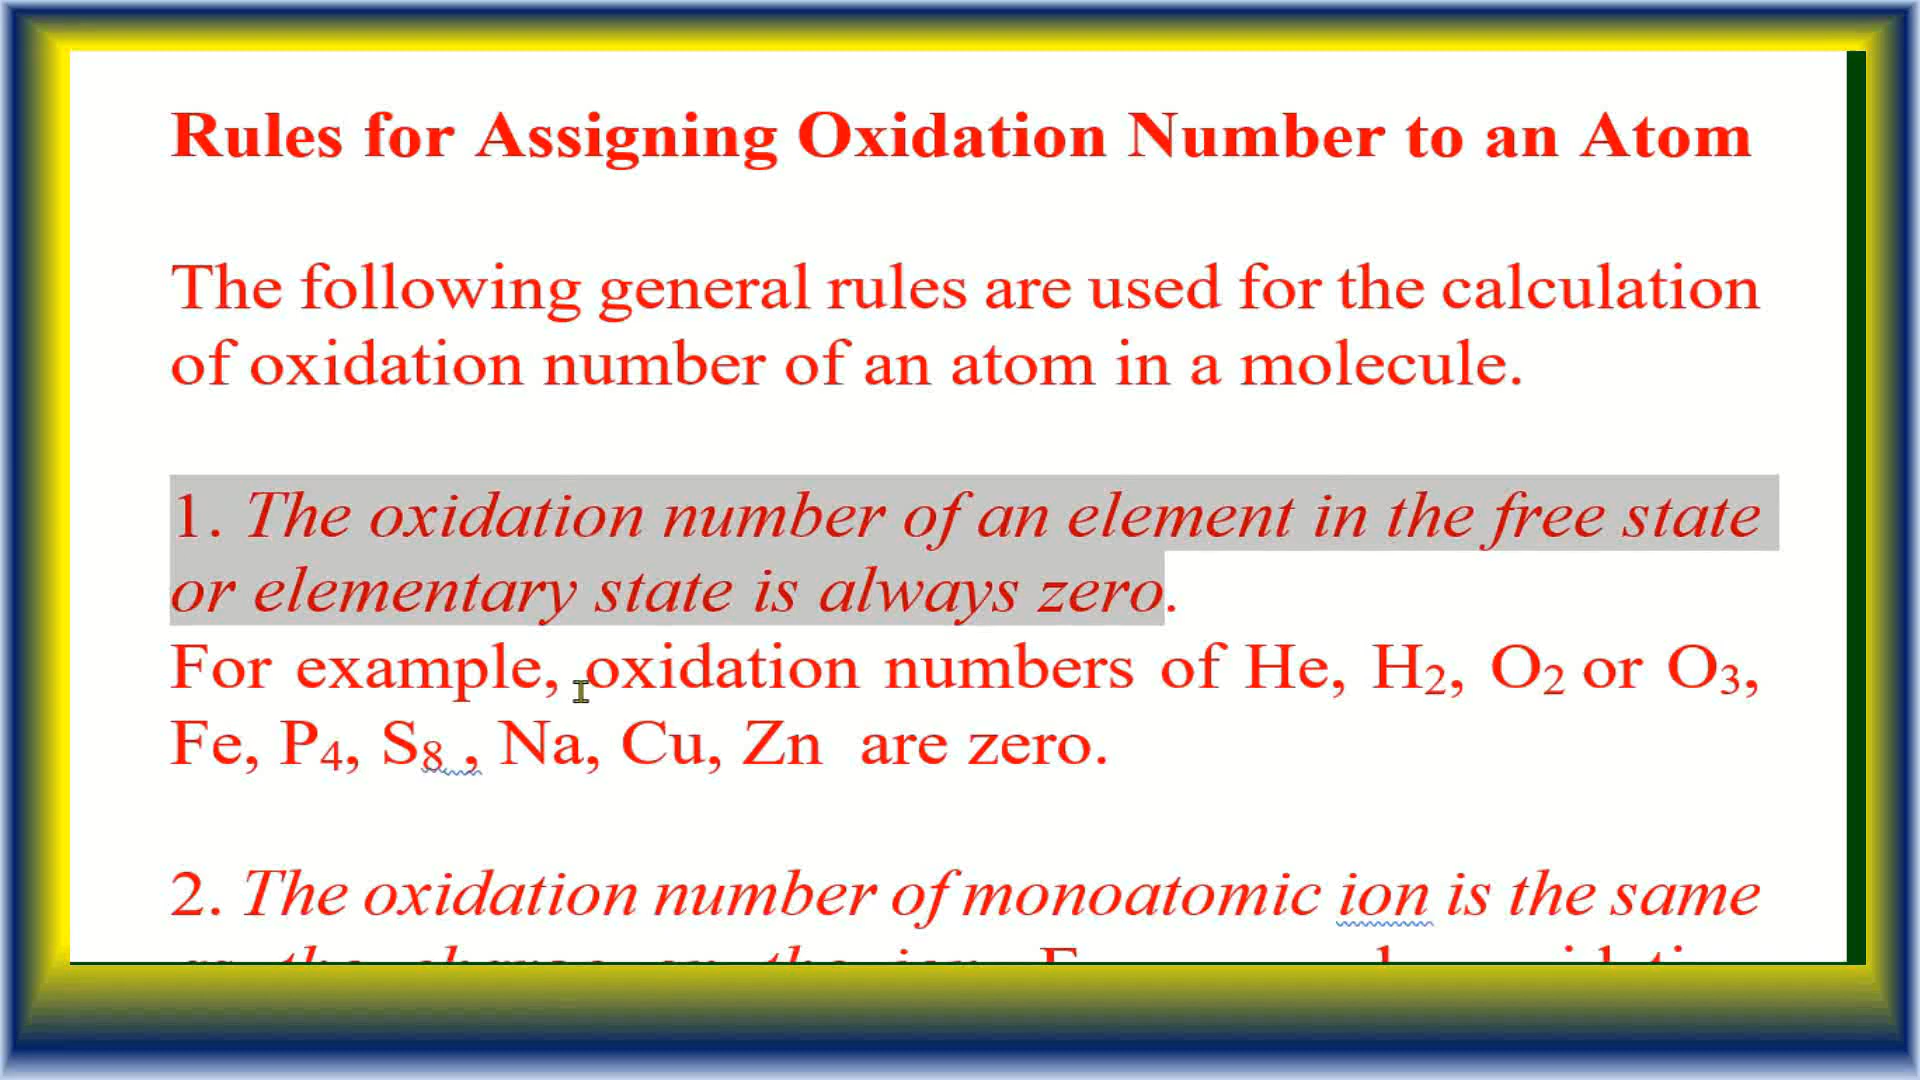 Rules for Assigning Oxidation Number to an Atom
The following general rules are used for the calculation
of oxidation number of an atom in a molecule.
1. The oxidation number of an element in the free state
or elementary state is always zero.
For example, oxidation numbers of He, H₂, O₂ or O₃,
Fe, P₄, S₈ , Na, Cu, Zn are zero.
2. The oxidation number of monoatomic ion is the same